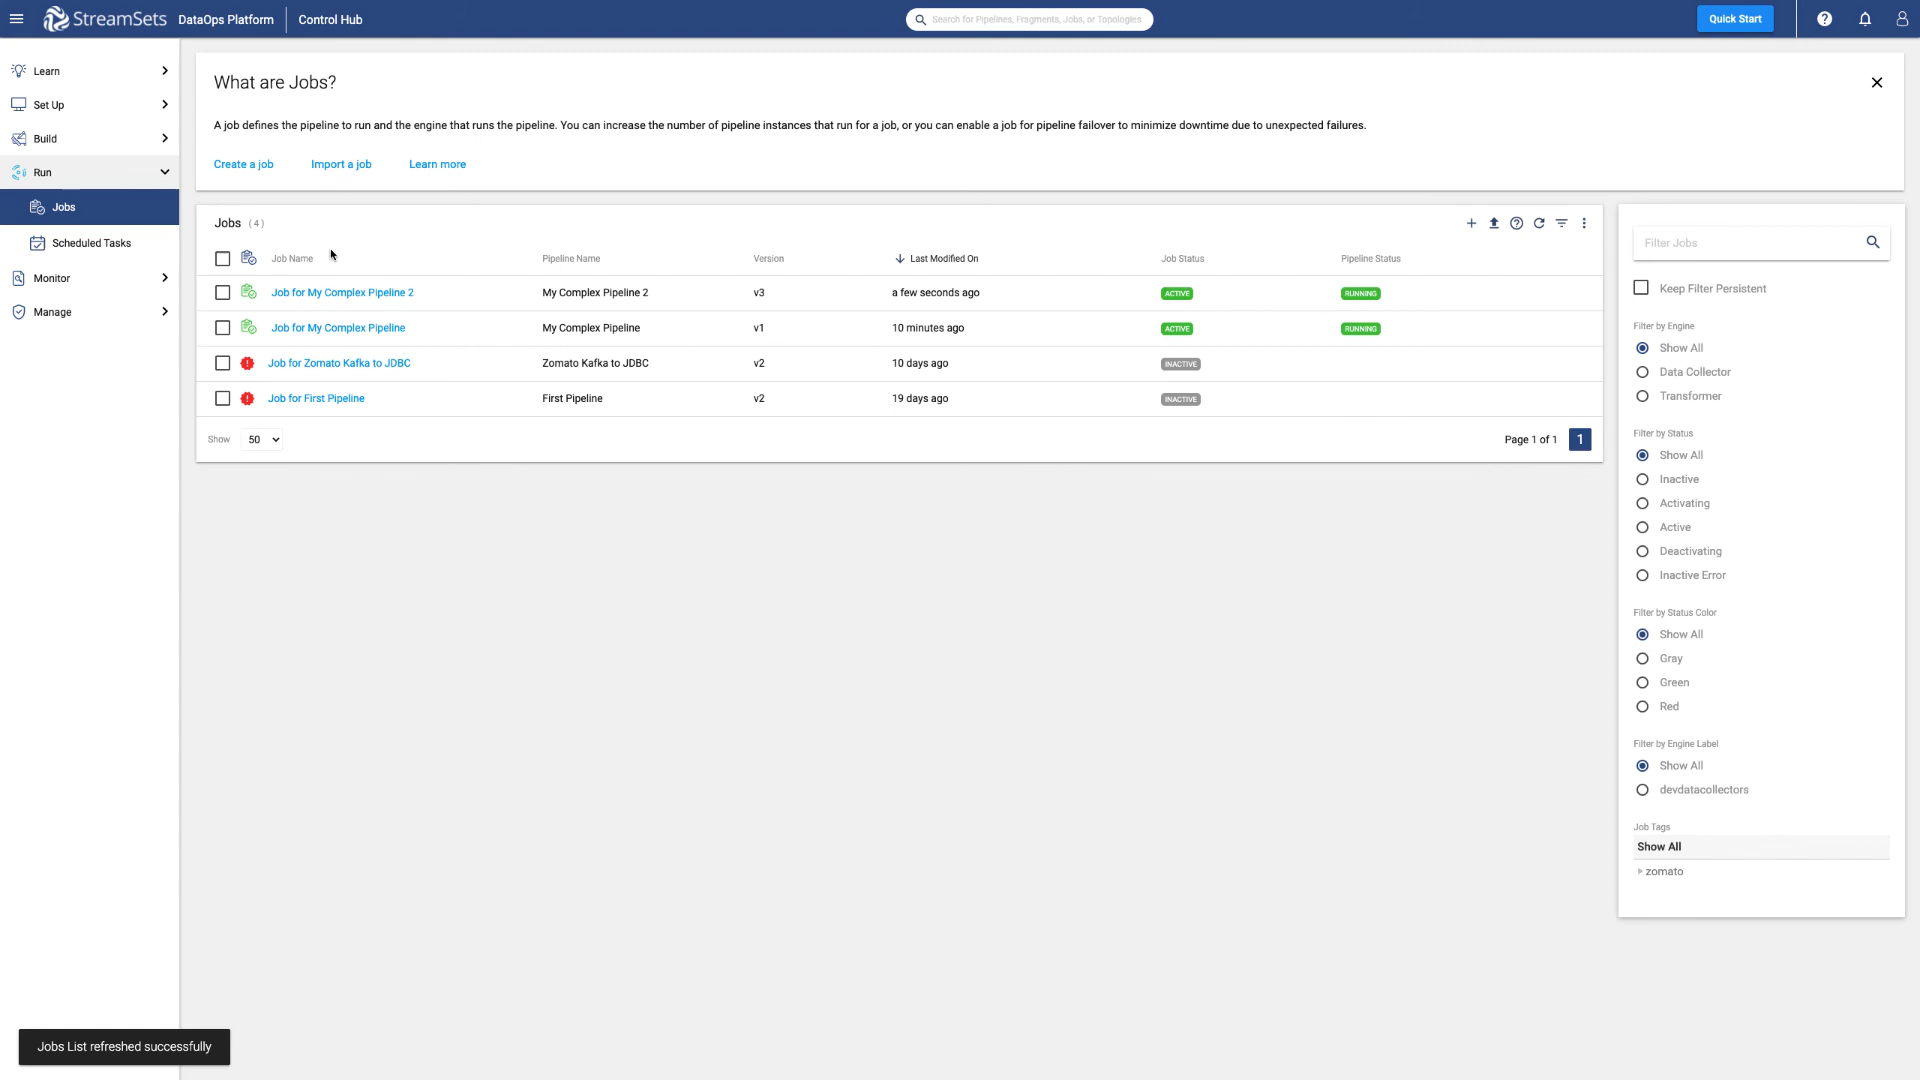 StreamSets DataOps Platform Control Hub
Search for Pipelines, Fragments, Jobs, or Topologies
Quick Start
Learn
Set Up
Build
Run
Jobs
Scheduled Tasks
Monitor
Manage
What are Jobs?
A job defines the pipeline to run and the engine that runs the pipeline. You can increase the number of pipeline instances that run for a job, or you can enable a job for pipeline failover to minimize downtime due to unexpected failures.
Create a job Import a job Learn more
Jobs (4)
Job Name Pipeline Name Version Last Modified On Job Status Pipeline Status
Job for My Complex Pipeline 2 My Complex Pipeline 2 v3 a few seconds ago ACTIVE RUNNING
Job for My Complex Pipeline My Complex Pipeline v1 10 minutes ago ACTIVE RUNNING
Job for Zomato Kafka to JDBC Zomato Kafka to JDBC v2 10 days ago INACTIVE
Job for First Pipeline First Pipeline v2 19 days ago INACTIVE
Show 50 Page 1 of 1 1
Filter Jobs
Keep Filter Persistent
Filter by Engine
Show All
Data Collector
Transformer
Filter by Status
Show All
Inactive
Activating
Active
Deactivating
Inactive Error
Filter by Status Color
Show All
Gray
Green
Red
Filter by Engine Label
Show All
devdatacollectors
Job Tags
Show All
zomato
Jobs List refreshed successfully